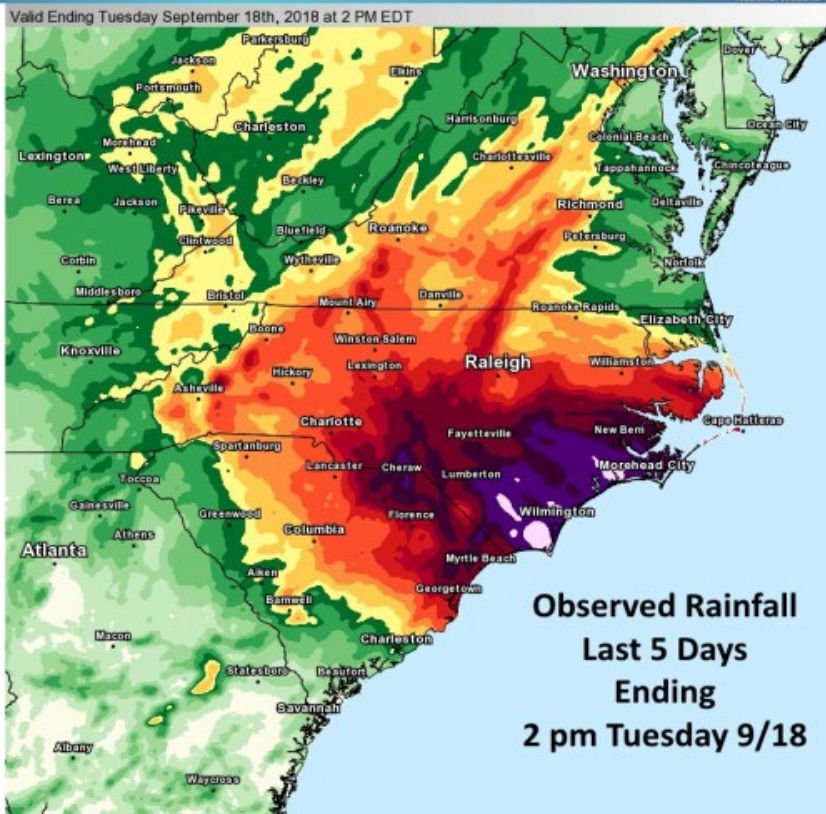 Valid Ending Tuesday September 18th, 2018 at 2 PM EDT
Parkersburg
Dover
Jackson
Elkins
Washington
Portsmouth
Harrisonburg
Charleston
Ocean City
Morehead
Colonial Beach
Lexington
Charlottesville
Chincoteague
West Liberty
Tappahannock
Beckley
Berea
Jackson
Pikeville
Richmond
Deltaville
Bluefield
Roanoke
Clintwood
Petersburg
Corbin
Wytheville
Norfolk
Middlesboro
Bristol
Mount Airy
Danville
Roanoke Rapids
Elizabeth City
Boone
Winston Salem
Knoxville
Raleigh
Williamston
Lexington
Hickory
Asheville
Charlotte
Cape Hatteras
Fayetteville
New Bern
Spartanburg
Lancaster
Cheraw
Lumberton
Morehead City
Toccoa
Gainesville
Greenwood
Florence
Wilmington
Columbia
Athens
Atlanta
Myrtle Beach
Aiken
Georgetown
Barnwell
Macon
Charleston
Statesboro
Beaufort
Savannah
Albany
Waycross
Observed Rainfall
Last 5 Days
Ending
2 pm Tuesday 9/18